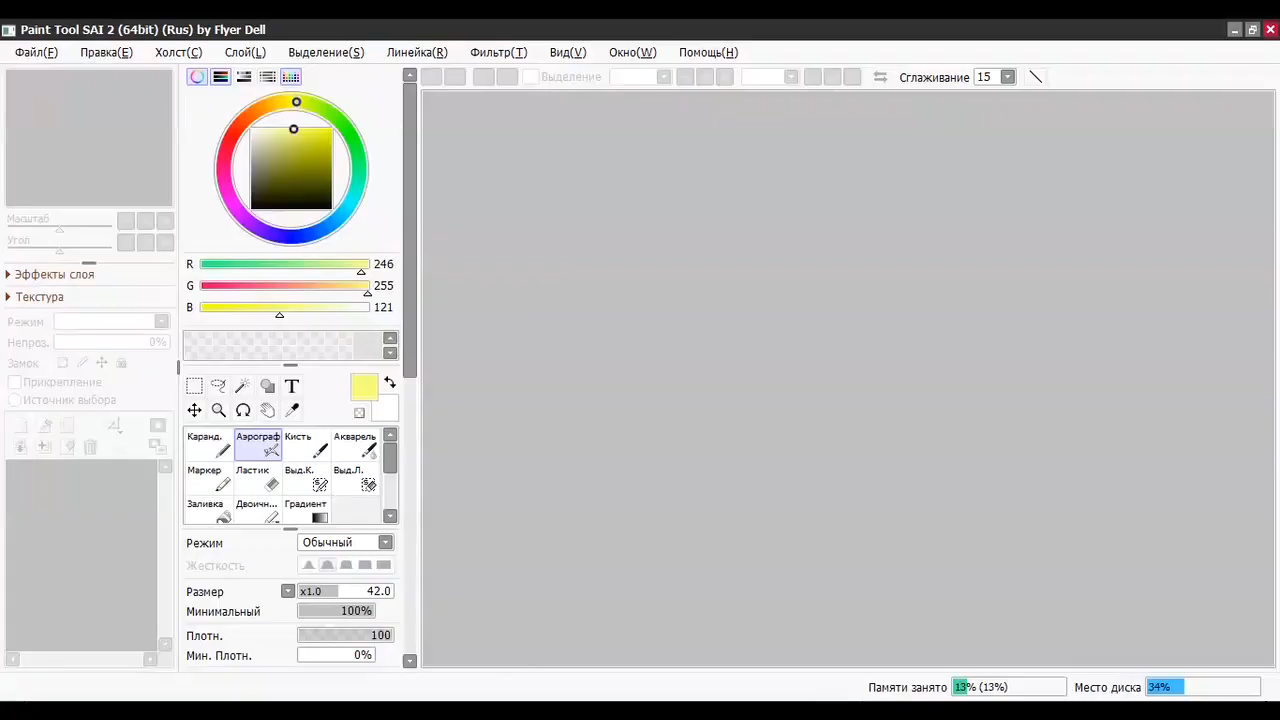 Paint Tool SAI 2 (64bit) (Rus) by Flyer Dell
Файл(F) Правка(E) Холст(C) Слой(L) Выделение(S) Линейка(R) Фильтр(T) Вид(V) Окно(W) Помощь(H)
Выделение Сглаживание 15
Масштаб
Угол
Эффекты слоя
Текстура
Режим
Непроз. 0%
Замок
Прикрепление
Источник выбора
R 246
G 255
B 121
T
Каранд. Аэрограф Кисть Акварель
Маркер Ластик Выд.К. Выд.Л.
Заливка Двоичн... Градиент
Режим Обычный
Жесткость
Размер x1.0 42.0
Минимальный 100%
Плотн. 100
Мин. Плотн. 0%
Памяти занято 13% (13%) Место диска 34%